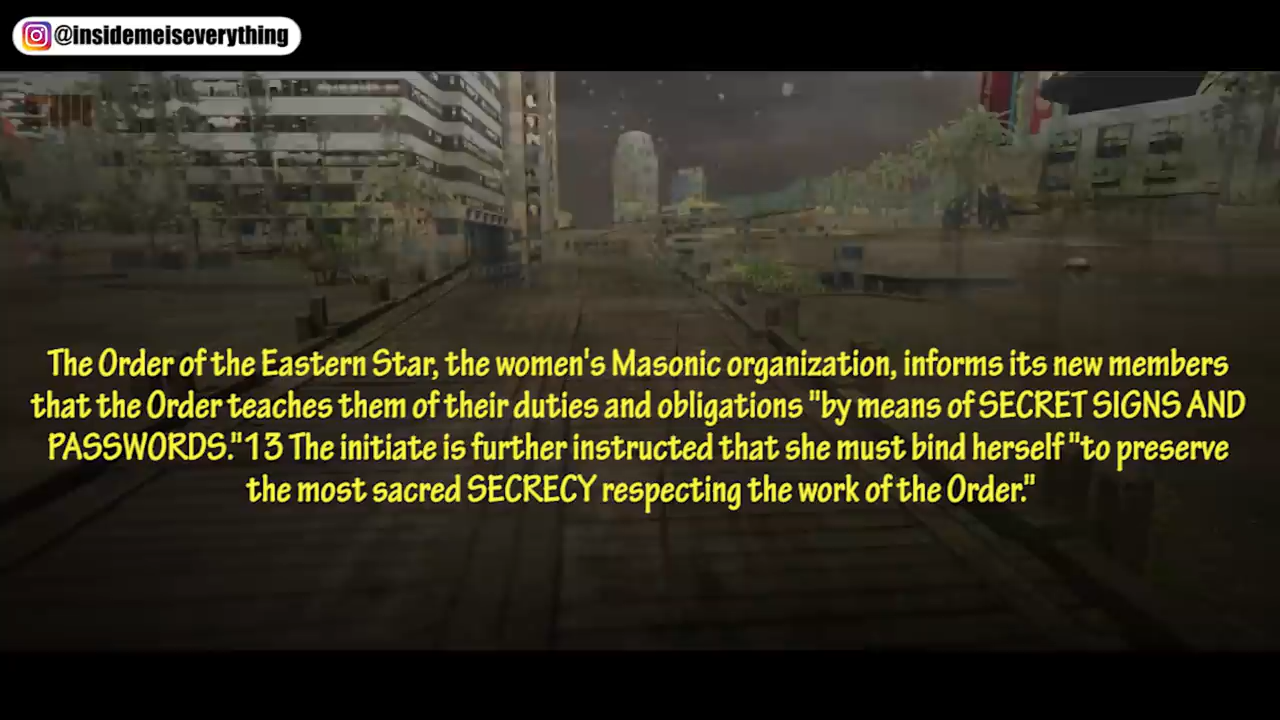 @insidemeiseverything
The Order of the Eastern Star, the women's Masonic organization, informs its new members
that the Order teaches them of their duties and obligations "by means of SECRET SIGNS AND
PASSWORDS."13 The initiate is further instructed that she must bind herself "to preserve
the most sacred SECRECY respecting the work of the Order."